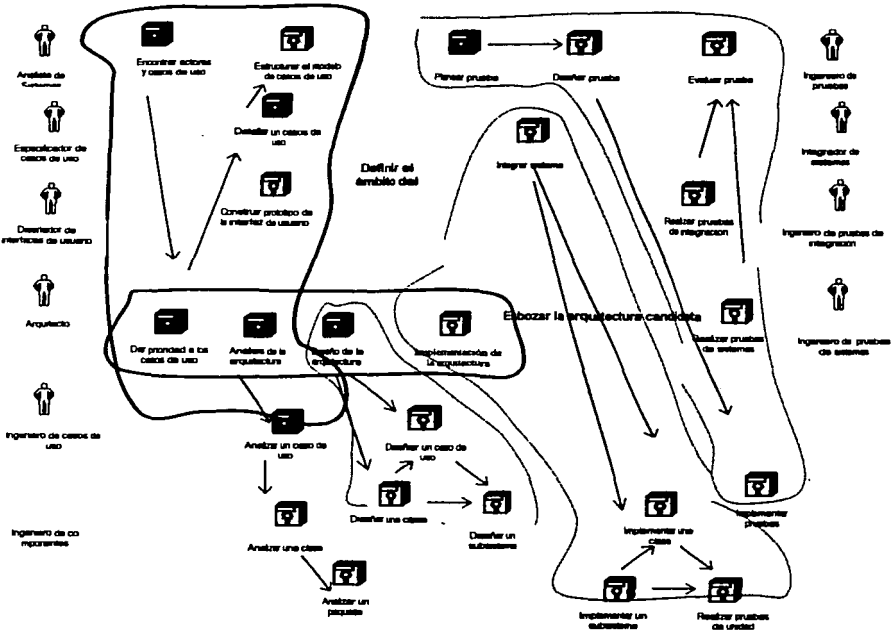 Analista de
Sistemas
Encontrar actores
y casos de uso
Estructurar el modelo
de casos de uso
Planear prueba
Diseñar prueba
Evaluar prueba
Ingeniero de
pruebas
Especificador de
casos de uso
Detallar un casos de
uso
Definir el
ámbito del
Integrar sistema
Integrador de
sistemas
Diseñador de
interfaces de usuario
Construir prototipo de
la interfaz de usuario
Realizar pruebas
de integración
Ingeniero de pruebas de
integración
Arquitecto
Dar prioridad a los
casos de uso
Análisis de la
arquitectura
Diseño de la
arquitectura
Implementación de
la arquitectura
Esbozar la arquitectura candidata
Realizar pruebas
de sistemas
Ingeniero de pruebas
de sistemas
Ingeniero de casos de
uso
Analizar un caso de
uso
Diseñar un caso de
uso
Diseñar una clase
Diseñar un
subsistema
Implementar una
clase
Implementar
pruebas
Ingeniero de co
mponentes
Analizar una clase
Analizar un
paquete
Implementar un
subsistema
Realizar pruebas
de unidad